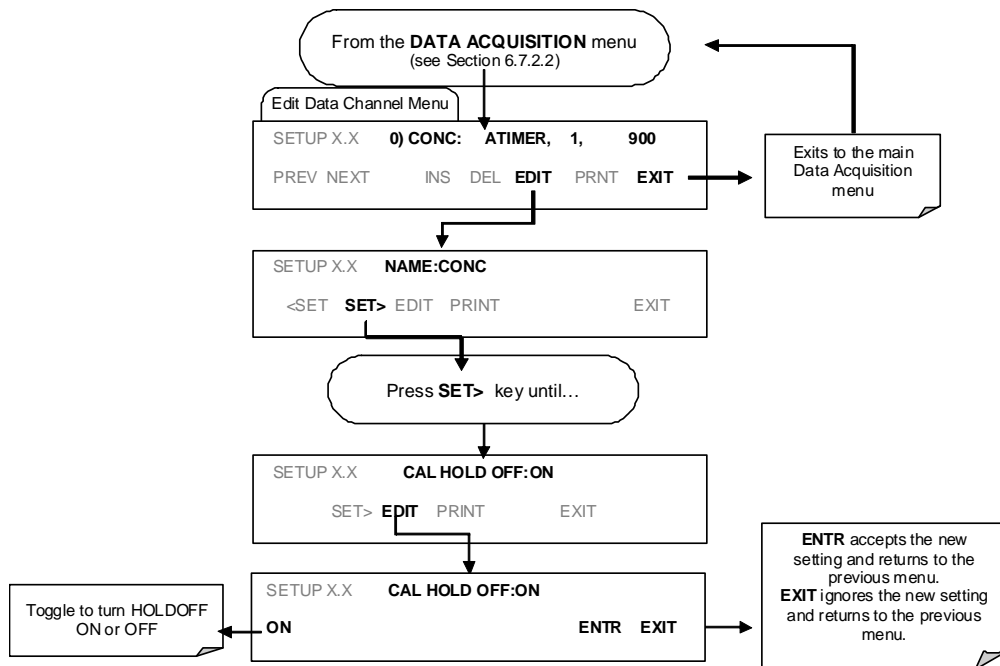 From the DATA ACQUISITION menu
(see Section 6.7.2.2)
Edit Data Channel Menu
SETUP X.X 0) CONC: ATIMER, 1, 900
PREV NEXT INS DEL EDIT PRNT EXIT
Exits to the main
Data Acquisition
menu
SETUP X.X NAME:CONC
<SET SET> EDIT PRINT EXIT
Press SET> key until…
SETUP X.X CAL HOLD OFF:ON
SET> EDIT PRINT EXIT
SETUP X.X CAL HOLD OFF:ON
ON ENTR EXIT
Toggle to turn HOLDOFF
ON or OFF
ENTR accepts the new
setting and returns to the
previous menu.
EXIT ignores the new setting
and returns to the previous
menu.